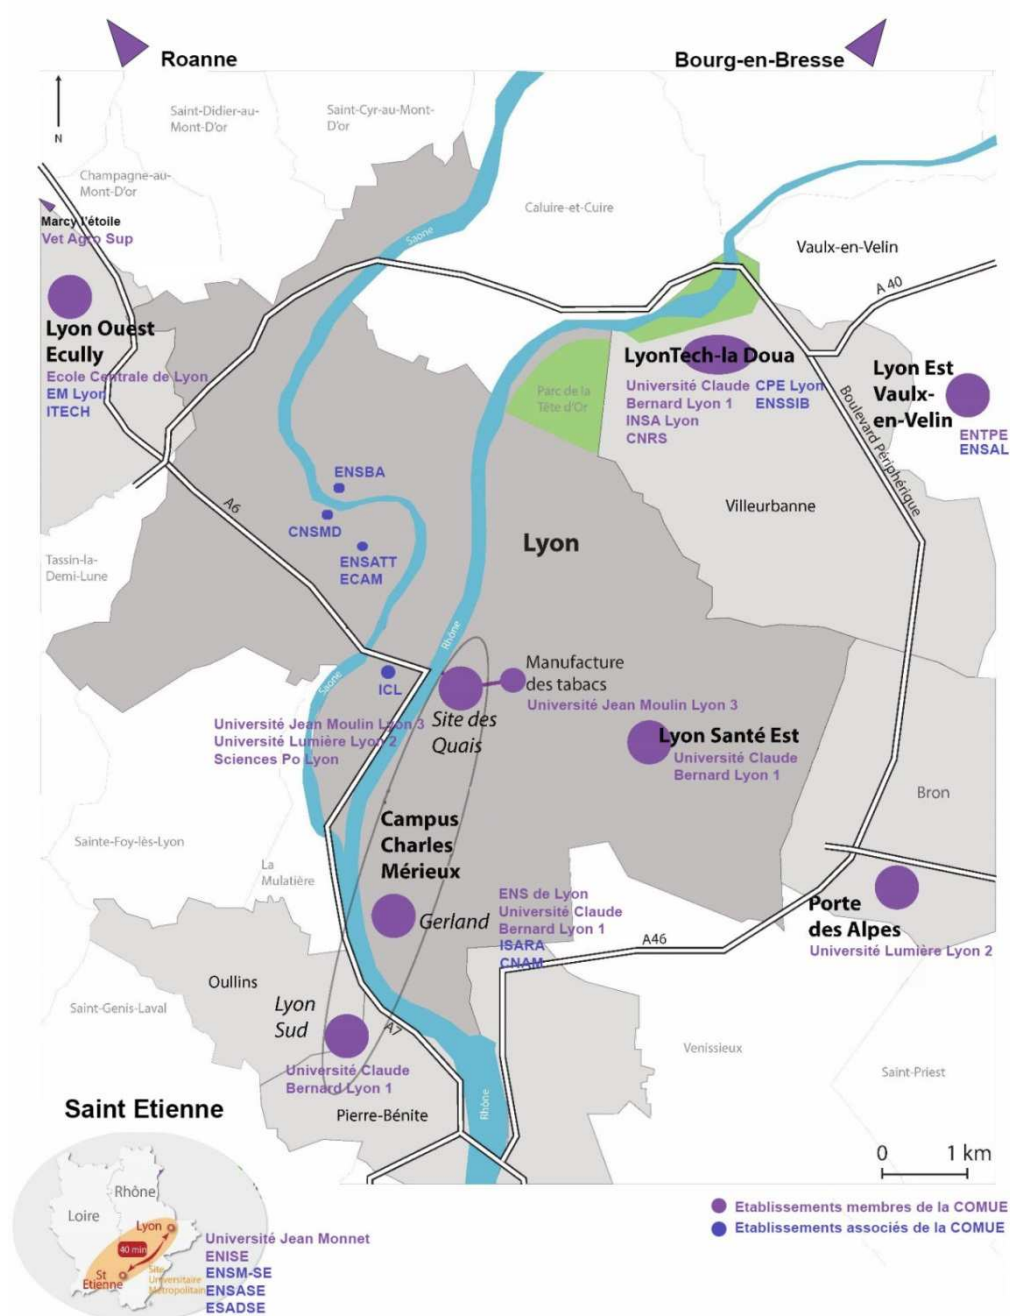 Roanne
Bourg-en-Bresse
N
Saint-Didier-au-
Mont-D'or
Saint-Cyr-au-Mont-
D'or
Champagne-au-
Mont-D'or
Caluire-et-Cuire
Marcy l'étoile
Vet Agro Sup
Saone
Vaulx-en-Velin
A 40
Lyon Ouest
Ecully
Ecole Centrale de Lyon
EM Lyon
ITECH
LyonTech-la Doua
Université Claude
Bernard Lyon 1
INSA Lyon
CNRS
CPE Lyon
ENSSIB
Parc de la
Tête d'Or
Lyon Est
Vaulx-
en-Velin
ENTPE
ENSAL
Boulevard Périphérique
ENSBA
A6
CNSMD
Villeurbanne
Lyon
ENSATT
ECAM
Tassin-la-
Demi-Lune
Rhône
Saone
ICL
Manufacture
des tabacs
Université Jean Moulin Lyon 3
Site des
Quais
Université Jean Moulin Lyon 3
Université Lumière Lyon 2
Sciences Po Lyon
Lyon Santé Est
Université Claude
Bernard Lyon 1
Bron
Sainte-Foy-lès-Lyon
La
Mulatière
Campus
Charles
Mérieux
Gerland
ENS de Lyon
Université Claude
Bernard Lyon 1
ISARA
CNAM
Porte
des Alpes
Université Lumière Lyon 2
A46
Oullins
Saint-Genis-Laval
Lyon
Sud
A7
Université Claude
Bernard Lyon 1
Venissieux
Saint-Priest
Pierre-Bénite
Rhône
0 1 km
Saint Etienne
Rhône
Loire
Lyon
40 min
St
Etienne
Site
Universitaire
Métropolitain
Université Jean Monnet
ENISE
ENSM-SE
ENSASE
ESADSE
Etablissements membres de la COMUE
Etablissements associés de la COMUE